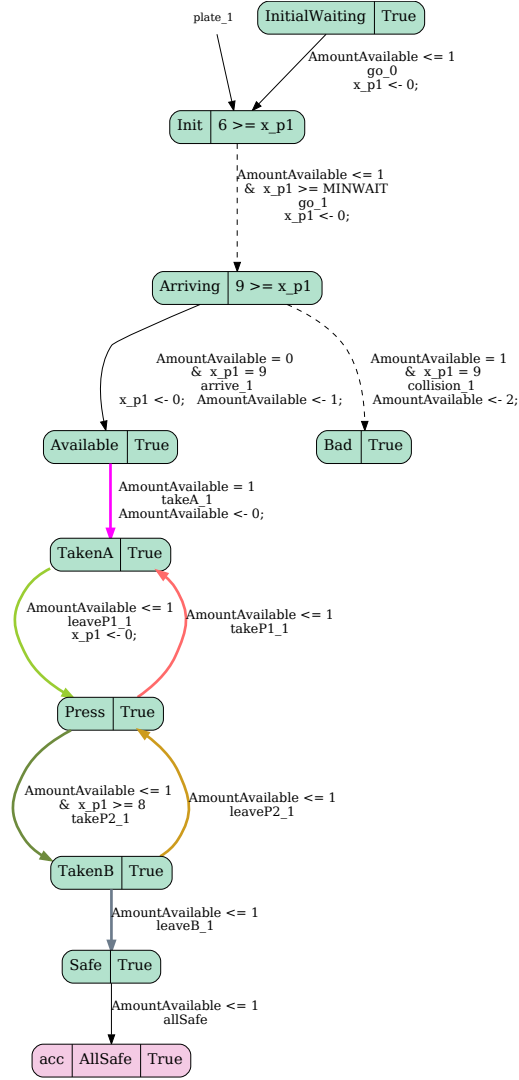 plate_1
InitialWaiting True
AmountAvailable <= 1
go_0
x_p1 <- 0;
Init 6 >= x_p1
AmountAvailable <= 1
& x_p1 >= MINWAIT
go_1
x_p1 <- 0;
Arriving 9 >= x_p1
AmountAvailable = 0
& x_p1 = 9
arrive_1
x_p1 <- 0; AmountAvailable <- 1;
AmountAvailable = 1
& x_p1 = 9
collision_1
AmountAvailable <- 2;
Available True
Bad True
AmountAvailable = 1
takeA_1
AmountAvailable <- 0;
TakenA True
AmountAvailable <= 1
leaveP1_1
x_p1 <- 0;
AmountAvailable <= 1
takeP1_1
Press True
AmountAvailable <= 1
& x_p1 >= 8
takeP2_1
AmountAvailable <= 1
leaveP2_1
TakenB True
AmountAvailable <= 1
leaveB_1
Safe True
AmountAvailable <= 1
allSafe
acc AllSafe True